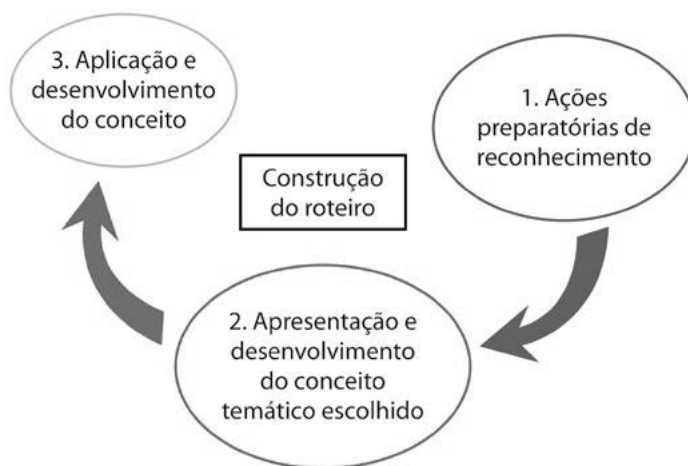 3. Aplicação e
desenvolvimento
do conceito
1. Ações
preparatórias de
reconhecimento
Construção
do roteiro
2. Apresentação e
desenvolvimento
do conceito
temático escolhido